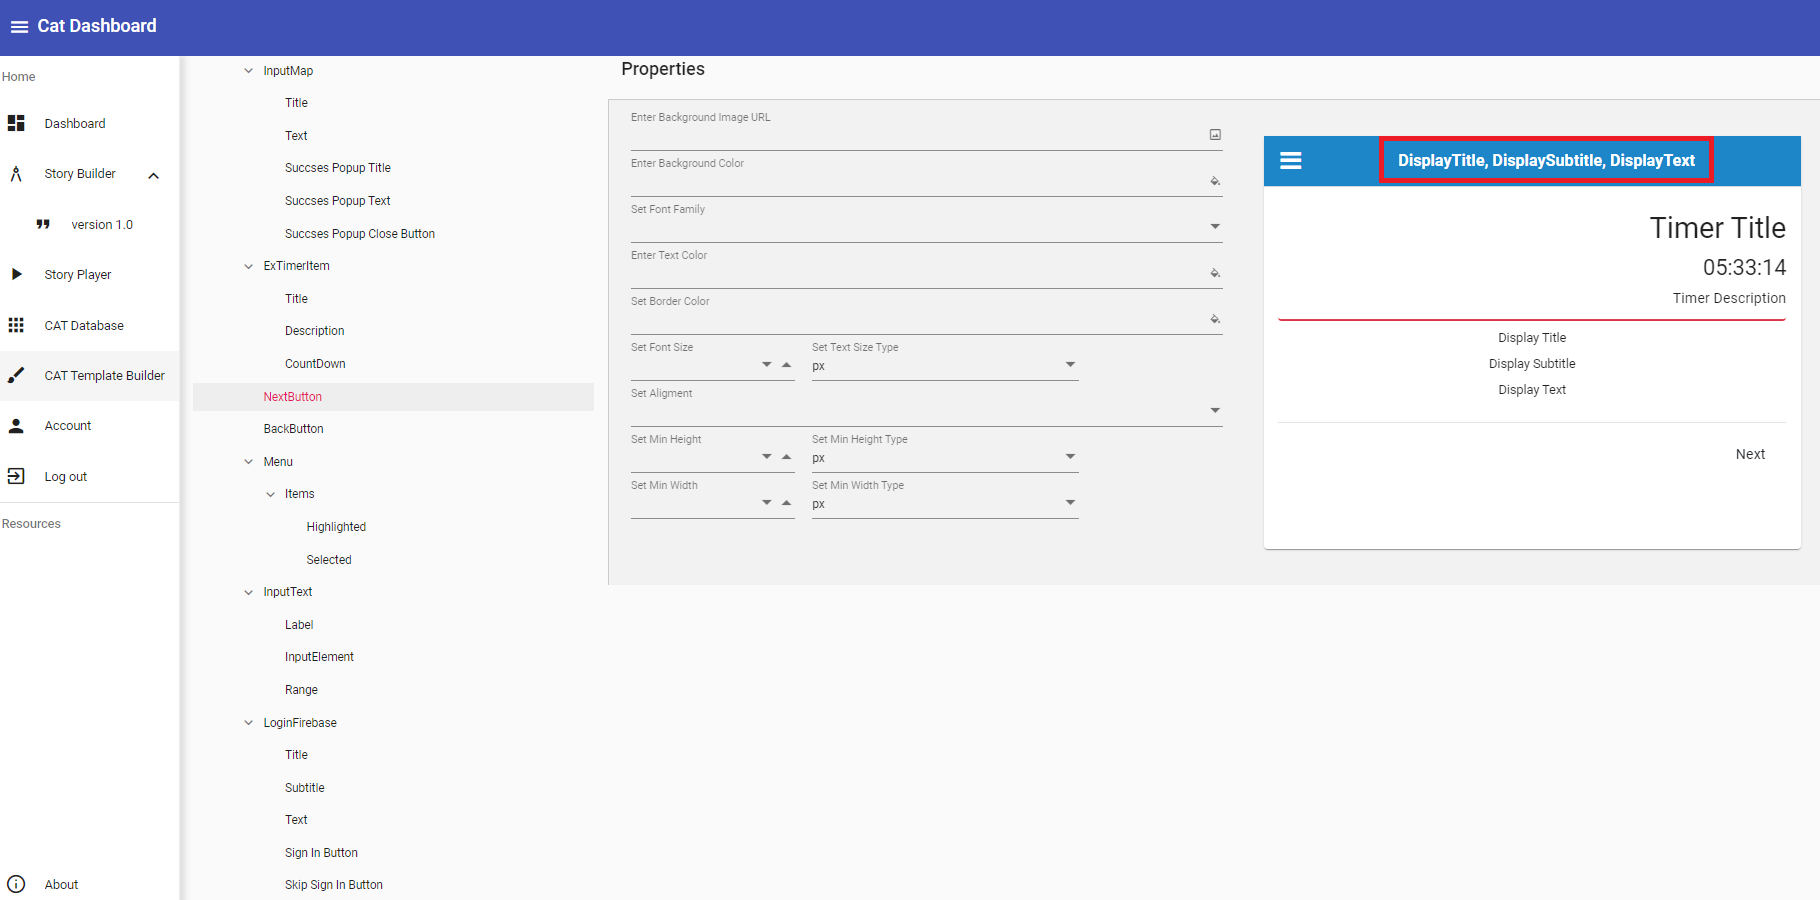 Cat Dashboard
Home
Dashboard
Story Builder
version 1.0
Story Player
CAT Database
CAT Template Builder
Account
Log out
Resources
About
InputMap
Title
Text
Succses Popup Title
Succses Popup Text
Succses Popup Close Button
ExTimerItem
Title
Description
CountDown
NextButton
BackButton
Menu
Items
Highlighted
Selected
InputText
Label
InputElement
Range
LoginFirebase
Title
Subtitle
Text
Sign In Button
Skip Sign In Button
Properties
Enter Background Image URL
Enter Background Color
Set Font Family
Enter Text Color
Set Border Color
Set Font Size
Set Text Size Type
px
Set Aligment
Set Min Height
Set Min Height Type
px
Set Min Width
Set Min Width Type
px
DisplayTitle, DisplaySubtitle, DisplayText
Timer Title
05:33:14
Timer Description
Display Title
Display Subtitle
Display Text
Next